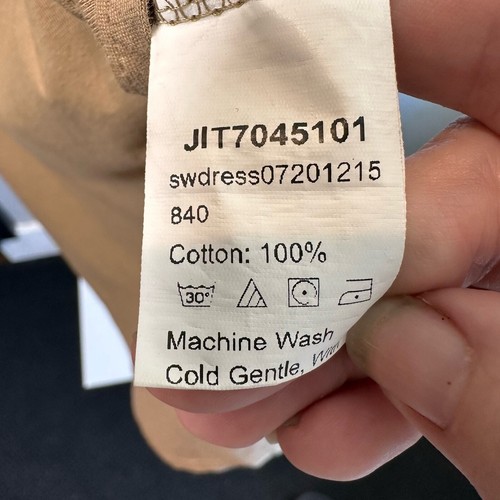 JIT7045101
swdress07201215
840
Cotton: 100%
30°
Machine Wash
Cold Gentle,